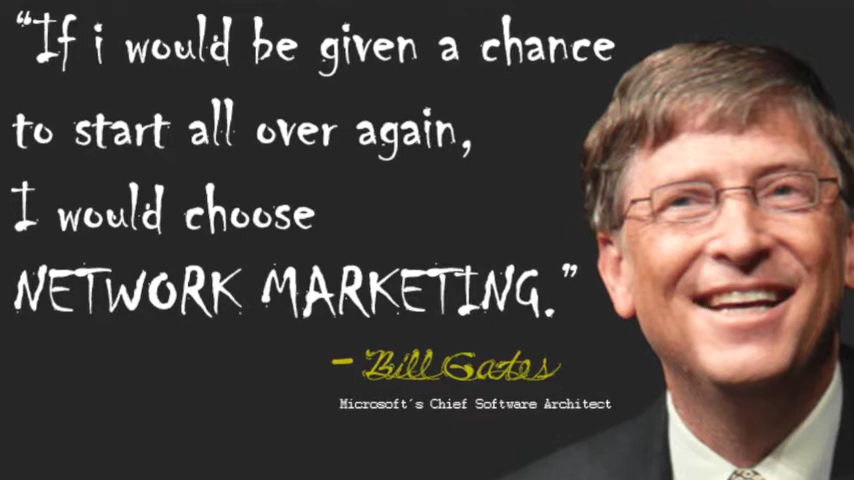 “If i would be given a chance
to start all over again,
I would choose
NETWORK MARKETING.”
- Bill Gates
Microsoft´s Chief Software Architect